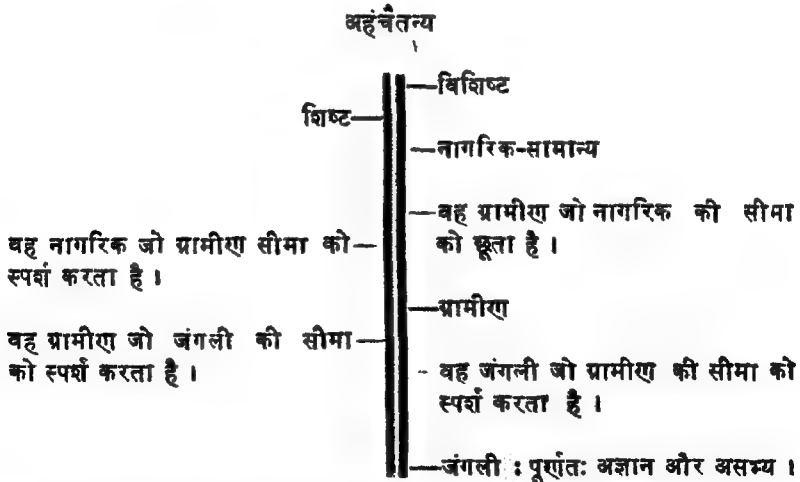 अहंचैतन्य
विशिष्ट
शिष्ट
नागरिक-सामान्य
वह ग्रामीण जो नागरिक की सीमा
को छूता है ।
वह नागरिक जो ग्रामीण सीमा को
स्पर्श करता है ।
ग्रामीण
वह ग्रामीण जो जंगली की सीमा
को स्पर्श करता है ।
वह जंगली जो ग्रामीण की सीमा को
स्पर्श करता है ।
जंगली : पूर्णतः अज्ञान और असभ्य ।